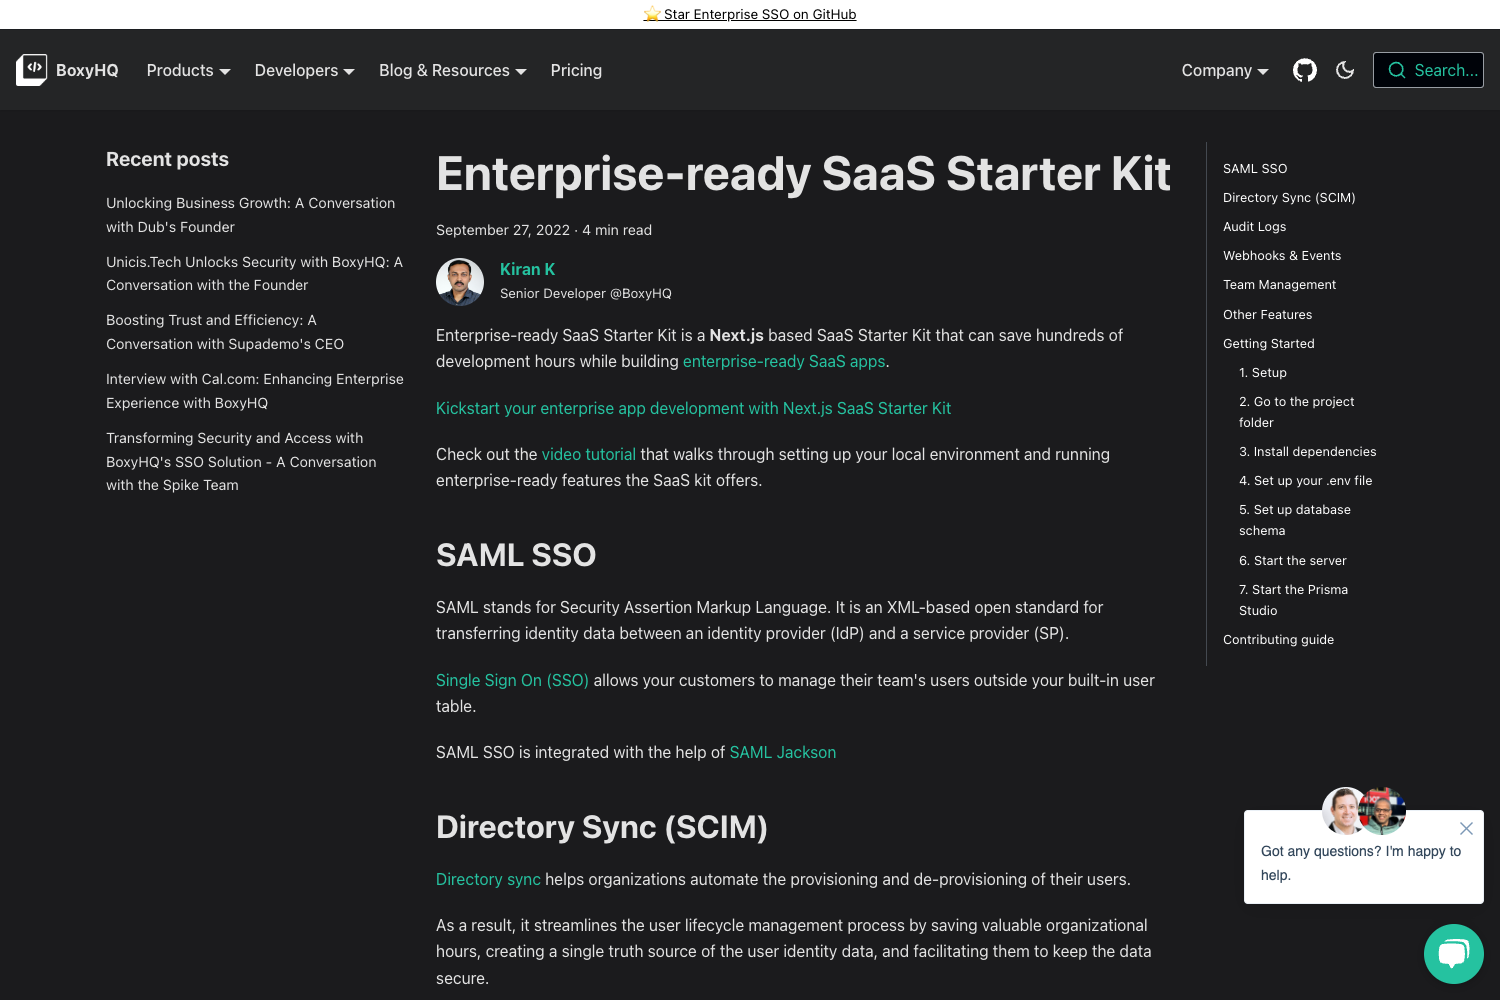 ⭐ Star Enterprise SSO on GitHub
BoxyHQ
Products
Developers
Blog & Resources
Pricing
Company
Search...
Recent posts
Unlocking Business Growth: A Conversation
with Dub's Founder
Unicis.Tech Unlocks Security with BoxyHQ: A
Conversation with the Founder
Boosting Trust and Efficiency: A
Conversation with Supademo's CEO
Interview with Cal.com: Enhancing Enterprise
Experience with BoxyHQ
Transforming Security and Access with
BoxyHQ's SSO Solution - A Conversation
with the Spike Team
Enterprise-ready SaaS Starter Kit
September 27, 2022 · 4 min read
Kiran K
Senior Developer @BoxyHQ
Enterprise-ready SaaS Starter Kit is a Next.js based SaaS Starter Kit that can save hundreds of
development hours while building enterprise-ready SaaS apps.
Kickstart your enterprise app development with Next.js SaaS Starter Kit
Check out the video tutorial that walks through setting up your local environment and running
enterprise-ready features the SaaS kit offers.
SAML SSO
SAML stands for Security Assertion Markup Language. It is an XML-based open standard for
transferring identity data between an identity provider (IdP) and a service provider (SP).
Single Sign On (SSO) allows your customers to manage their team's users outside your built-in user
table.
SAML SSO is integrated with the help of SAML Jackson
Directory Sync (SCIM)
Directory sync helps organizations automate the provisioning and de-provisioning of their users.
As a result, it streamlines the user lifecycle management process by saving valuable organizational
hours, creating a single truth source of the user identity data, and facilitating them to keep the data
secure.
SAML SSO
Directory Sync (SCIM)
Audit Logs
Webhooks & Events
Team Management
Other Features
Getting Started
1. Setup
2. Go to the project
folder
3. Install dependencies
4. Set up your .env file
5. Set up database
schema
6. Start the server
7. Start the Prisma
Studio
Contributing guide
Got any questions? I'm happy to
help.